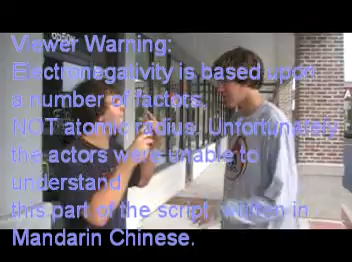 Viewer Warning:
Electronegativity is based upon
a number of factors,
NOT atomic radius. Unfortunately
the actors were unable to
understand
this part of the script, written in
Mandarin Chinese.